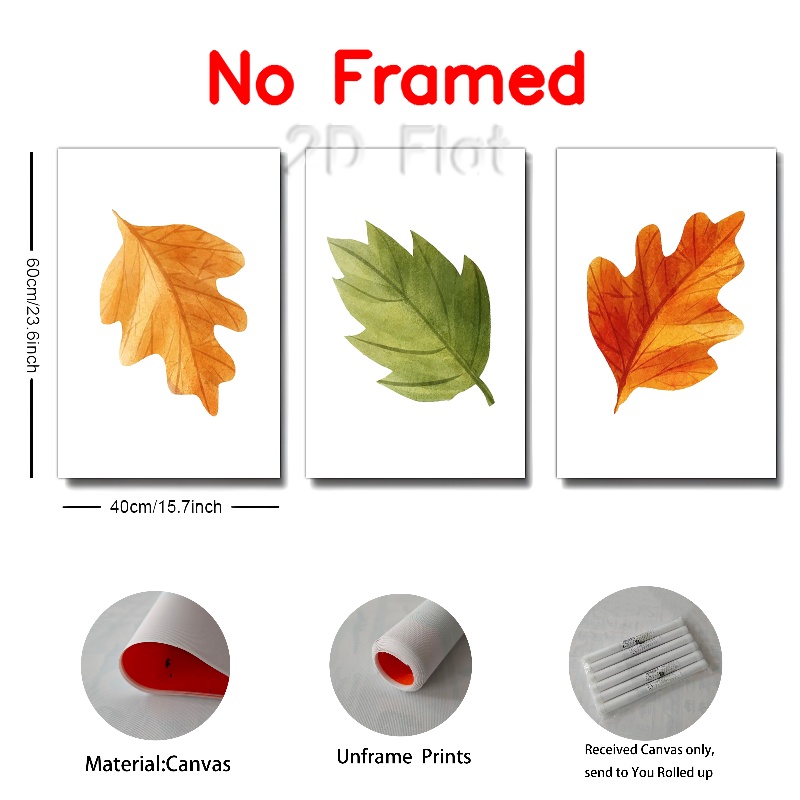 No Framed
2D Flat
60cm/23.6inch
40cm/15.7inch
Material:Canvas
Unframe Prints
Received Canvas only,
send to You Rolled up